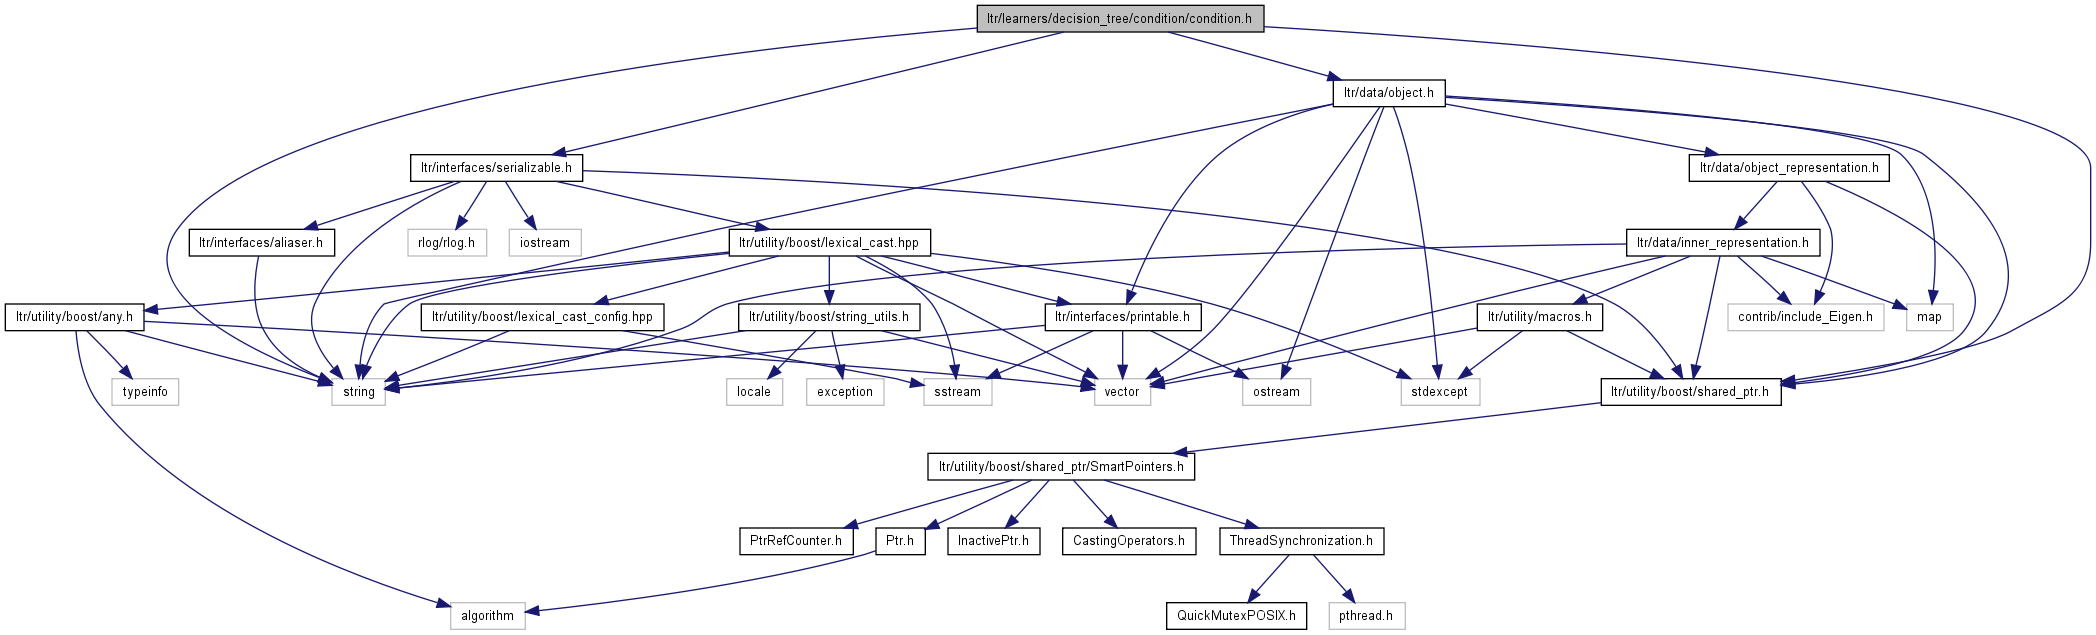 ltr/learners/decision_tree/condition/condition.h
ltr/data/object.h
ltr/interfaces/serializable.h
ltr/data/object_representation.h
ltr/interfaces/aliaser.h
rlog/rlog.h
iostream
ltr/utility/boost/lexical_cast.hpp
ltr/data/inner_representation.h
ltr/utility/boost/any.h
ltr/utility/boost/lexical_cast_config.hpp
ltr/utility/boost/string_utils.h
ltr/interfaces/printable.h
ltr/utility/macros.h
contrib/include_Eigen.h
map
typeinfo
string
locale
exception
sstream
vector
ostream
stdexcept
ltr/utility/boost/shared_ptr.h
ltr/utility/boost/shared_ptr/SmartPointers.h
PtrRefCounter.h
Ptr.h
InactivePtr.h
CastingOperators.h
ThreadSynchronization.h
algorithm
QuickMutexPOSIX.h
pthread.h